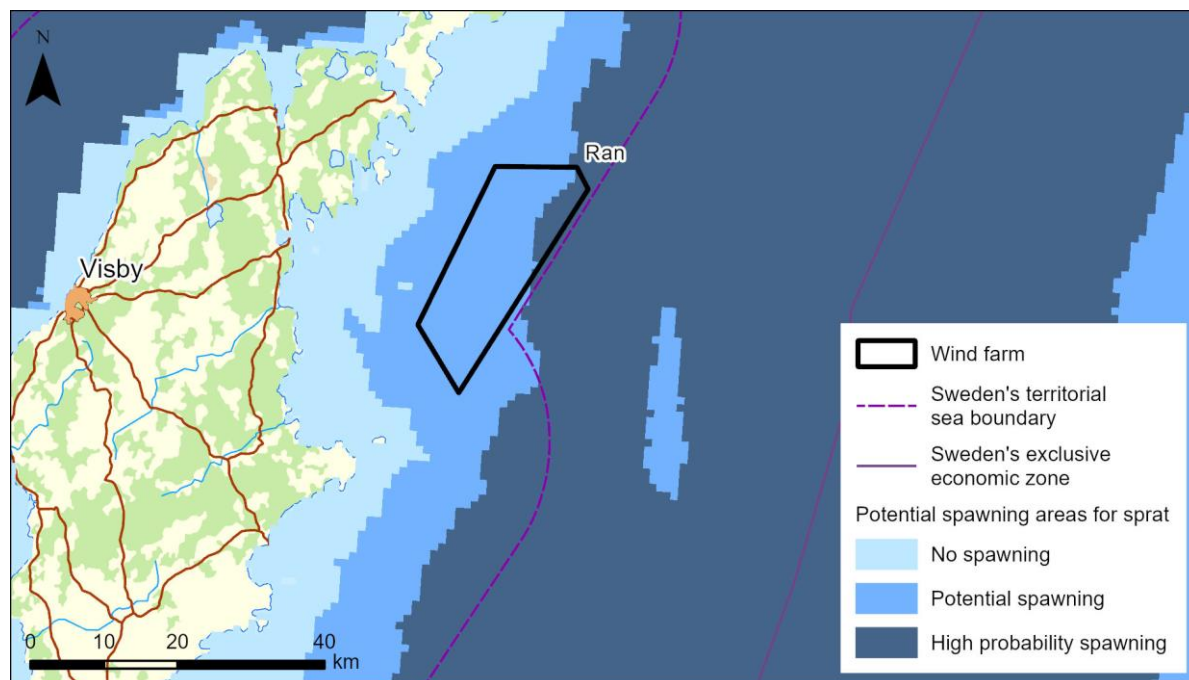 N
Ran
Visby
Wind farm
Sweden's territorial
sea boundary
Sweden's exclusive
economic zone
Potential spawning areas for sprat
No spawning
Potential spawning
High probability spawning
0 10 20 40
km